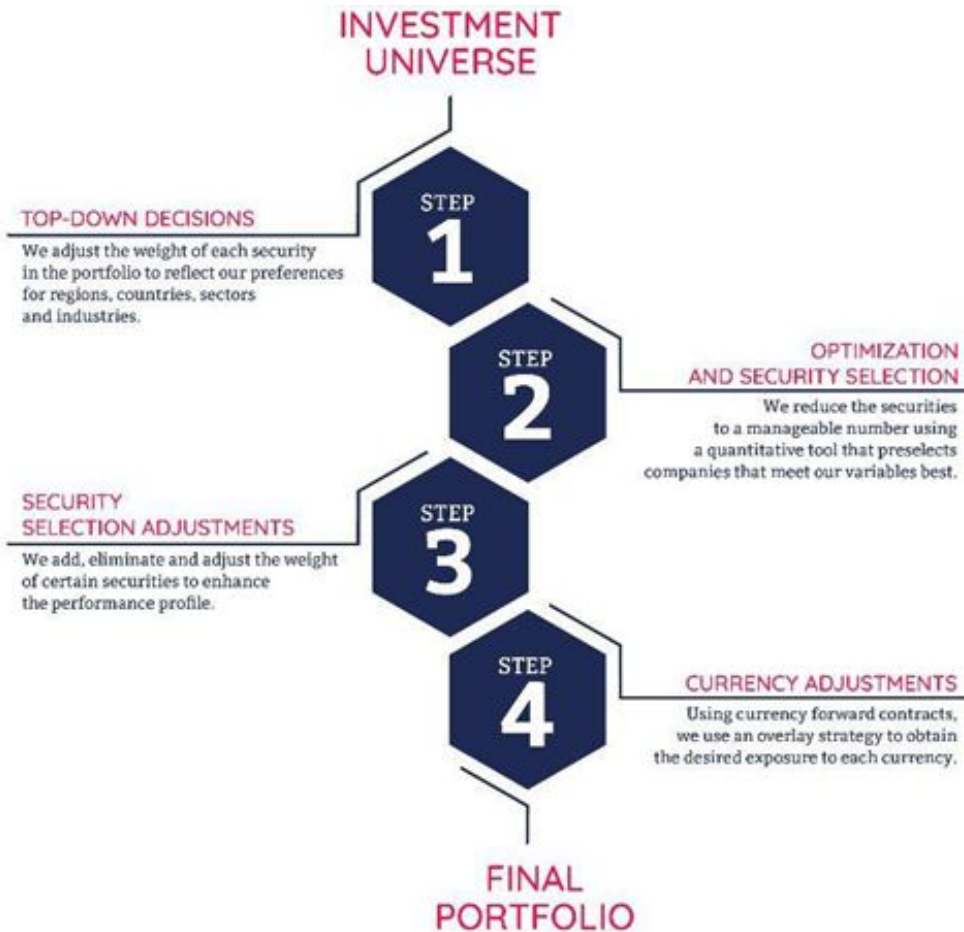 INVESTMENT
UNIVERSE
STEP
1
TOP-DOWN DECISIONS
We adjust the weight of each security
in the portfolio to reflect our preferences
for regions, countries, sectors
and industries.
STEP
2
OPTIMIZATION
AND SECURITY SELECTION
We reduce the securities
to a manageable number using
a quantitative tool that preselects
companies that meet our variables best.
STEP
3
SECURITY
SELECTION ADJUSTMENTS
We add, eliminate and adjust the weight
of certain securities to enhance
the performance profile.
STEP
4
CURRENCY ADJUSTMENTS
Using currency forward contracts,
we use an overlay strategy to obtain
the desired exposure to each currency.
FINAL
PORTFOLIO